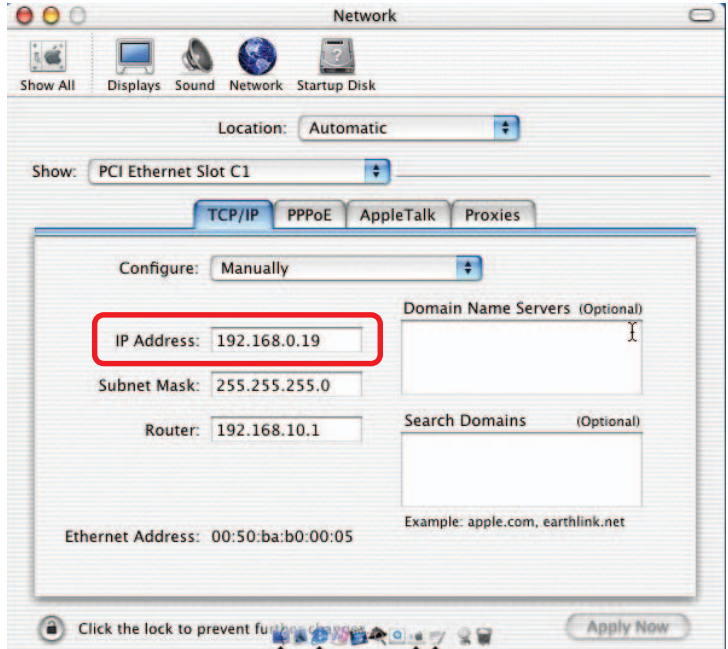 Network
Show All Displays Sound Network Startup Disk
Location: Automatic
Show: PCI Ethernet Slot C1
TCP/IP PPPoE AppleTalk Proxies
Configure: Manually
Domain Name Servers (Optional)
IP Address: 192.168.0.19
Subnet Mask: 255.255.255.0
Search Domains (Optional)
Router: 192.168.10.1
Example: apple.com, earthlink.net
Ethernet Address: 00:50:ba:b0:00:05
Click the lock to prevent further changes.
Apply Now